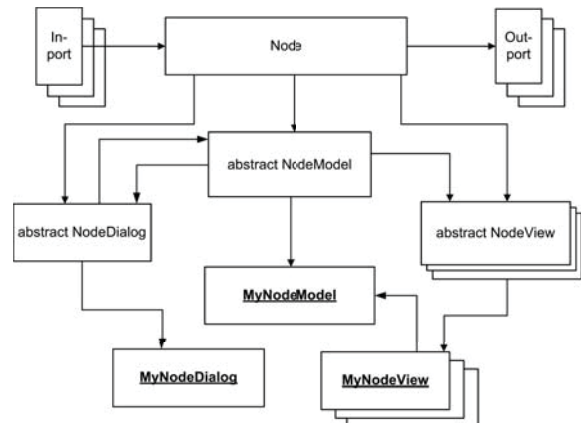 In-
port
Node
Out-
port
abstract NodeModel
abstract NodeDialog
abstract NodeView
MyNodeModel
MyNodeDialog
MyNodeView